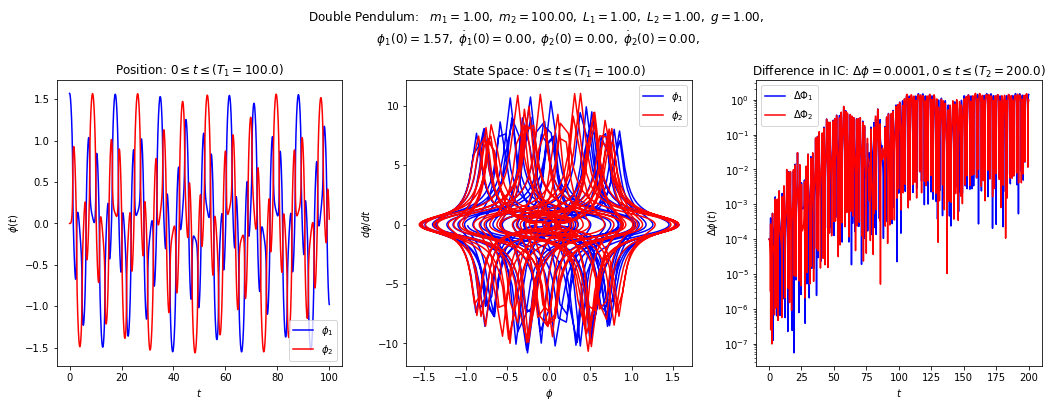 Double Pendulum: m₁ = 1.00, m₂ = 100.00, L₁ = 1.00, L₂ = 1.00, g = 1.00,
ϕ₁(0) = 1.57, ϕ̇₁(0) = 0.00, ϕ₂(0) = 0.00, ϕ̇₂(0) = 0.00,
Position: 0 ≤ t ≤ (T₁ = 100.0)
1.5
1.0
0.5
0.0
−0.5
−1.0
−1.5
ϕ(t)
0 20 40 60 80 100
t
ϕ₁
ϕ₂
State Space: 0 ≤ t ≤ (T₁ = 100.0)
10
5
0
−5
−10
dϕ/dt
−1.5 −1.0 −0.5 0.0 0.5 1.0 1.5
ϕ
ϕ₁
ϕ₂
Difference in IC: Δϕ = 0.0001, 0 ≤ t ≤ (T₂ = 200.0)
10⁰
10⁻¹
10⁻²
10⁻³
10⁻⁴
10⁻⁵
10⁻⁶
10⁻⁷
Δϕ(t)
0 25 50 75 100 125 150 175 200
t
ΔΦ₁
ΔΦ₂